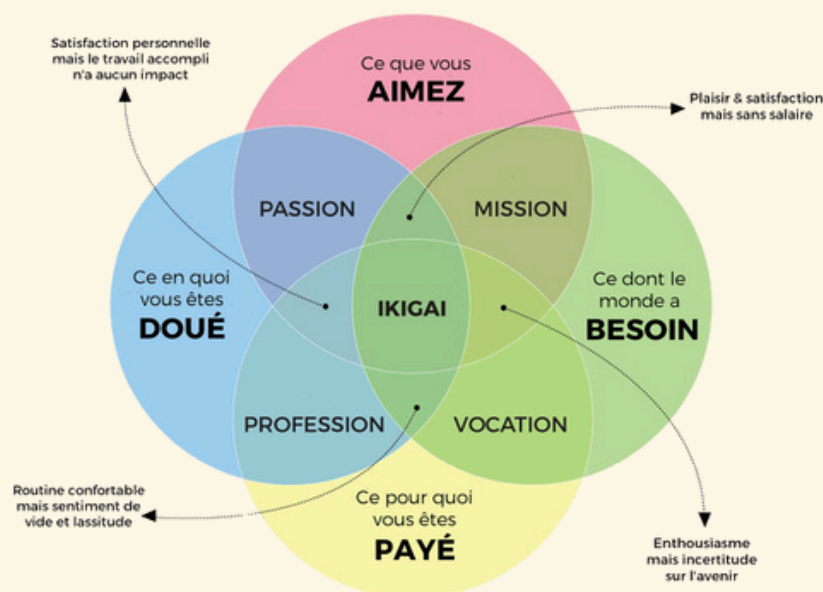 Satisfaction personnelle
mais le travail accompli
n'a aucun impact
Ce que vous
AIMEZ
Plaisir & satisfaction
mais sans salaire
PASSION
MISSION
Ce en quoi
vous êtes
DOUÉ
IKIGAI
Ce dont le
monde a
BESOIN
PROFESSION
VOCATION
Routine confortable
mais sentiment de
vide et lassitude
Ce pour quoi
vous êtes
PAYÉ
Enthousiasme
mais incertitude
sur l'avenir